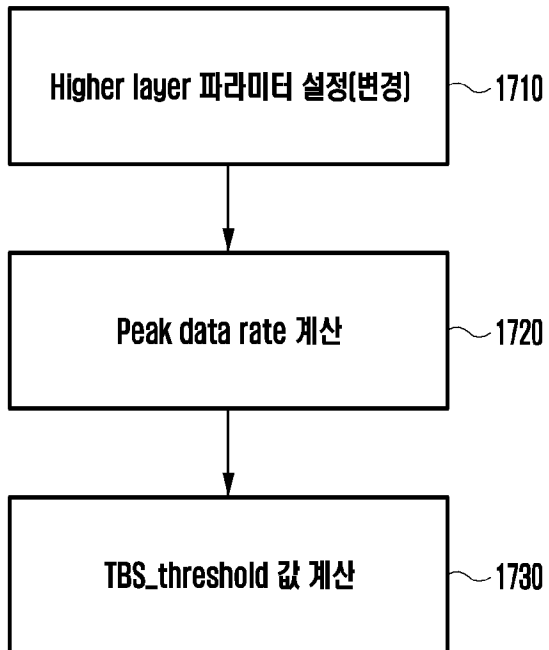 Higher layer 파라미터 설정(변경)
1710
Peak data rate 계산
1720
TBS_threshold 값 계산
1730